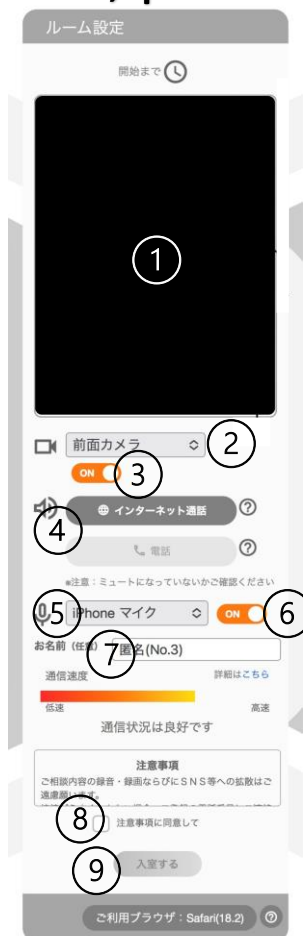 ルーム設定
開始まで
1
前面カメラ
2
ON
3
4
インターネット通話
?
電話
?
*注意：ミュートになっていないかご確認ください
5
iPhone マイク
ON
6
お名前（任意）
7
匿名(No.3)
通信速度
詳細はこちら
低速
高速
通信状況は良好です
注意事項
ご相談内容の録音・録画ならびにＳＮＳ等への拡散はご
遠慮願います。
8
注意事項に同意して
9
入室する
ご利用ブラウザ：Safari(18.2)
?